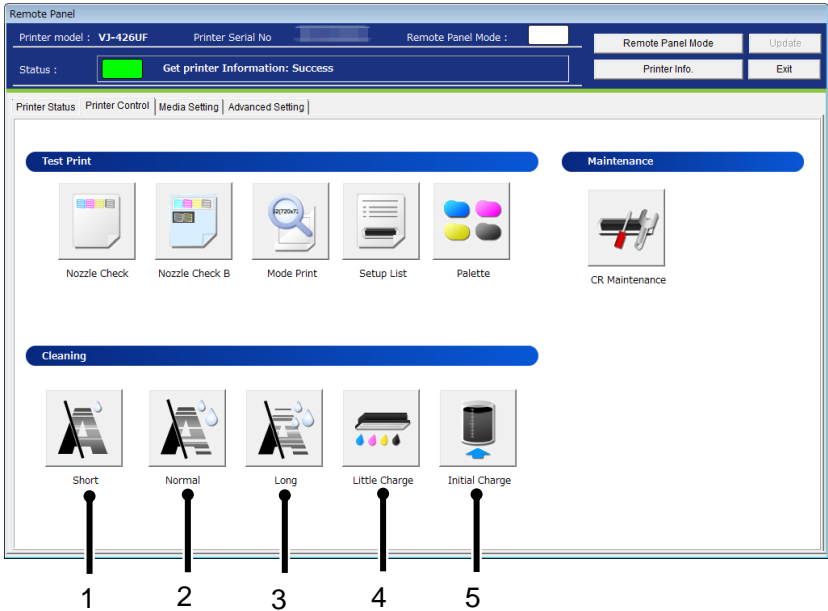 Remote Panel
Printer model : VJ-426UF Printer Serial No Remote Panel Mode :
Remote Panel Mode Update
Status : Get printer Information: Success
Printer Info. Exit
Printer Status Printer Control Media Setting Advanced Setting
Test Print Maintenance
Nozzle Check Nozzle Check B Mode Print Setup List Palette
CR Maintenance
Cleaning
Short Normal Long Little Charge Initial Charge
1 2 3 4 5